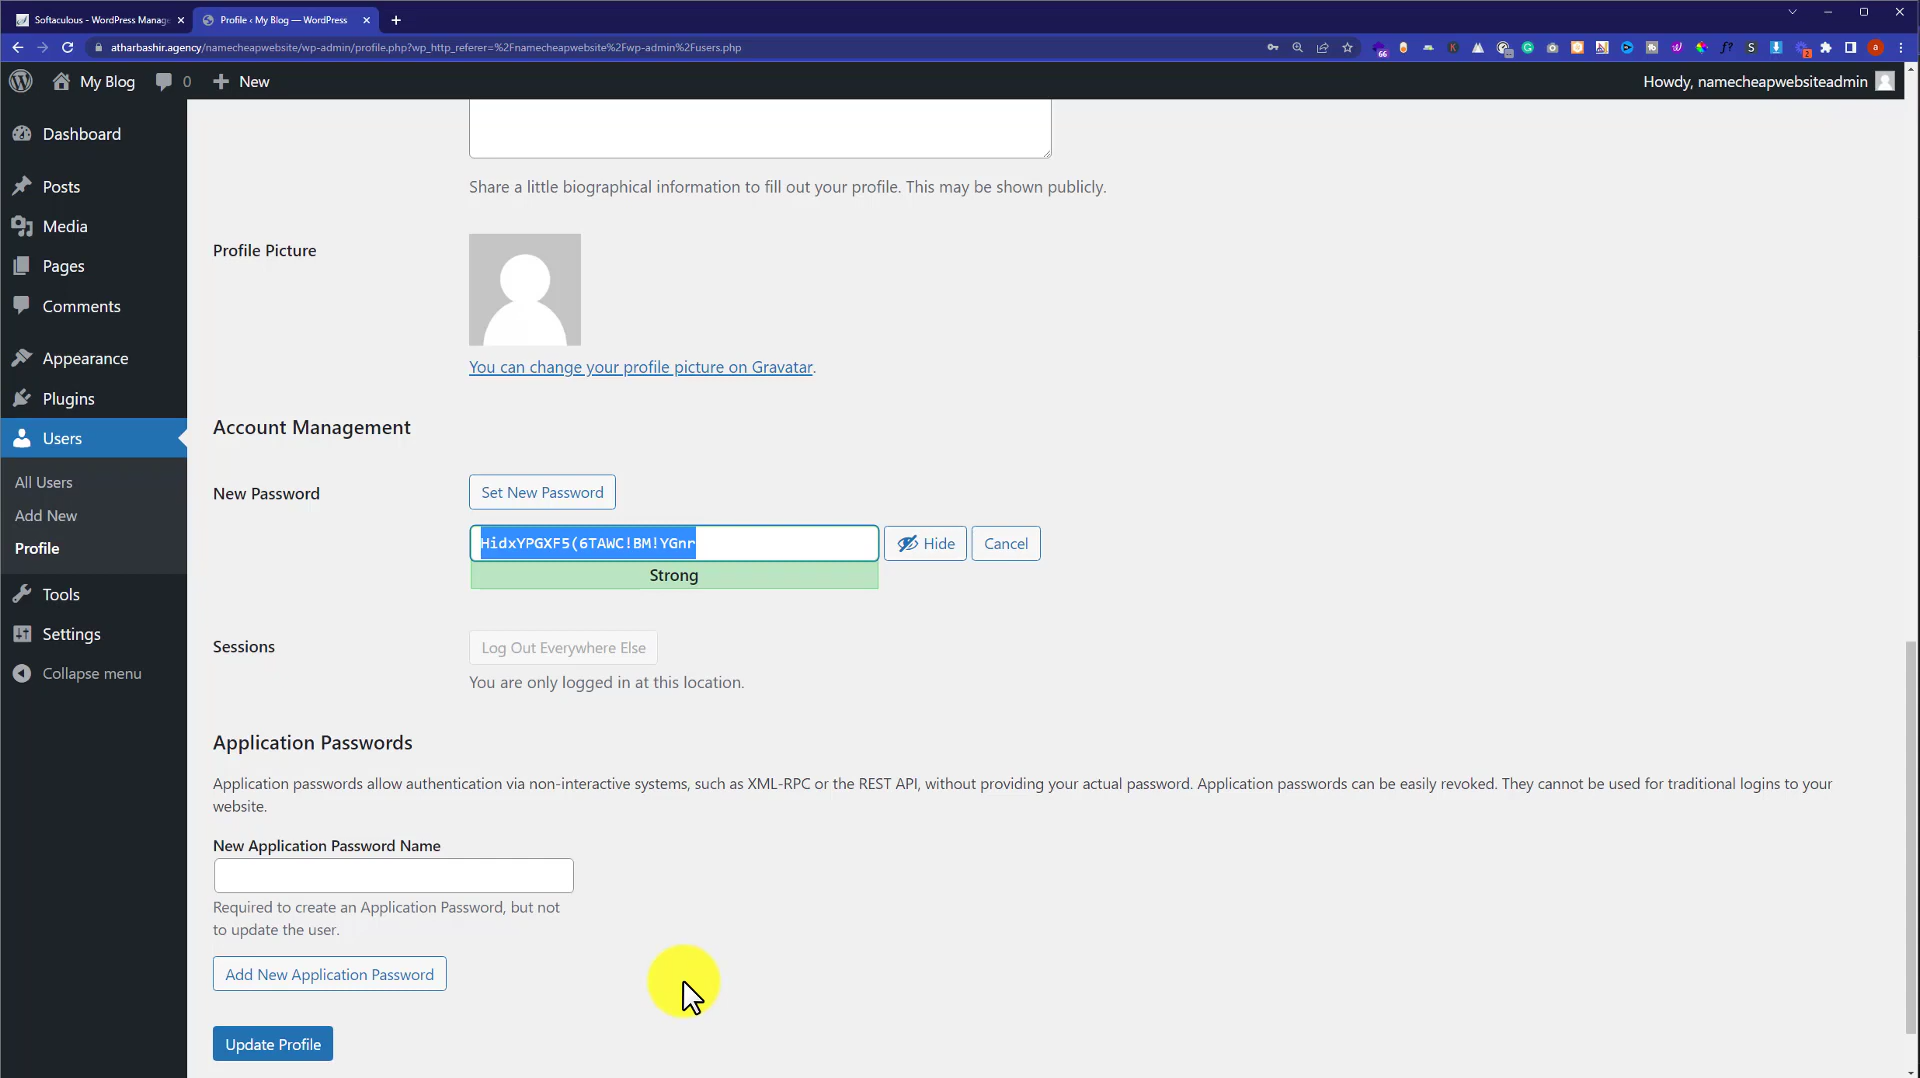 Softaculous - WordPress Manag
Profile ‹ My Blog — WordPress
atharbashir.agency/namecheapwebsite/wp-admin/profile.php?wp_http_referer=%2Fnamecheapwebsite%2Fwp-admin%2Fusers.php
My Blog
0
New
Howdy, namecheapwebsiteadmin
Dashboard
Posts
Media
Pages
Comments
Appearance
Plugins
Users
All Users
Add New
Profile
Tools
Settings
Collapse menu
Share a little biographical information to fill out your profile. This may be shown publicly.
Profile Picture
You can change your profile picture on Gravatar.
Account Management
New Password
Set New Password
HidxYPGXF5(6TAWC!BM!YGnr
Hide
Cancel
Strong
Sessions
Log Out Everywhere Else
You are only logged in at this location.
Application Passwords
Application passwords allow authentication via non-interactive systems, such as XML-RPC or the REST API, without providing your actual password. Application passwords can be easily revoked. They cannot be used for traditional logins to your
website.
New Application Password Name
Required to create an Application Password, but not
to update the user.
Add New Application Password
Update Profile